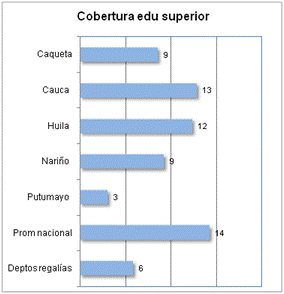 Cobertura edu superior
Caqueta 9
Cauca 13
Huila 12
Nariño 9
Putumayo 3
Prom nacional 14
Deptos regalías 6